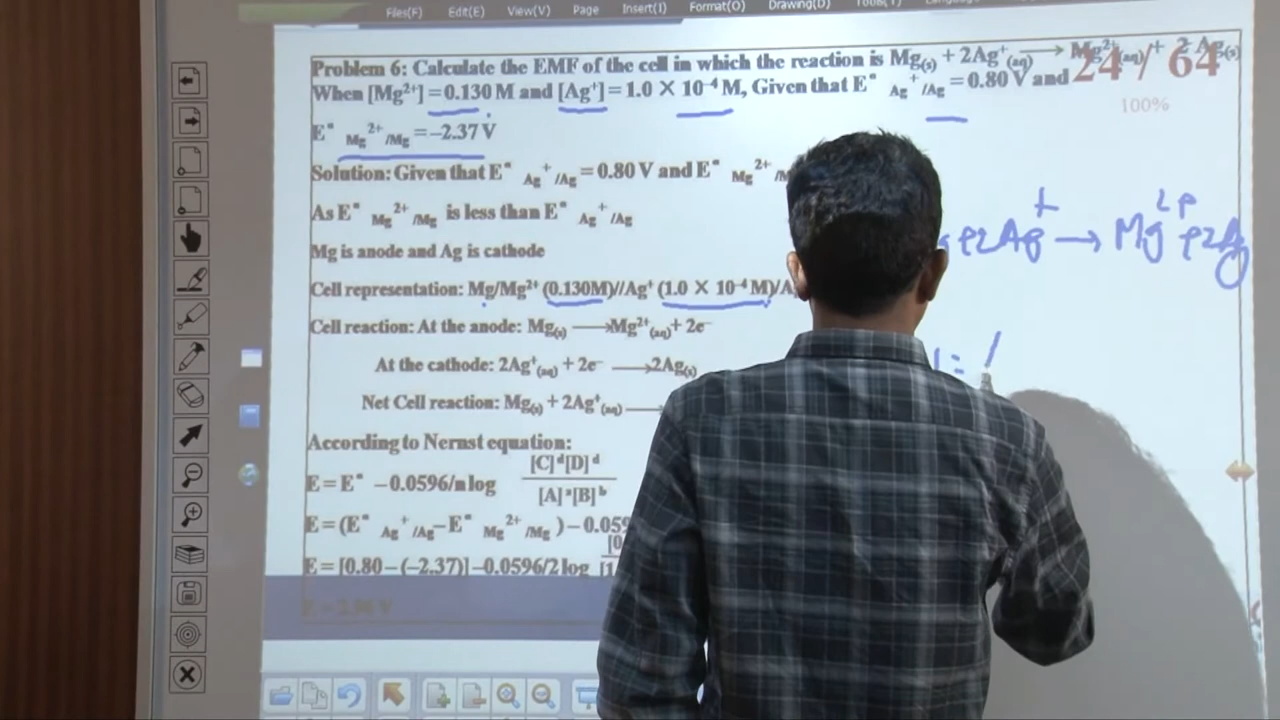 Files(F) Edit(E) View(V) Page Insert(I) Format(O) Drawing(D) Tools(T) Language
Problem 6: Calculate the EMF of the cell in which the reaction is Mg(s) + 2Ag⁺(aq) ⟶ Mg²⁺(aq) + 2 Ag(s)
24 / 64
When [Mg²⁺] = 0.130 M and [Ag⁺] = 1.0 X 10⁻⁴ M, Given that E° Ag⁺/Ag = 0.80 V and
100%
E° Mg²⁺/Mg = –2.37 V
Solution: Given that E° Ag⁺/Ag = 0.80 V and E° Mg²⁺
As E° Mg²⁺/Mg is less than E° Ag⁺/Ag
2Ag⁺ → Mg
Mg is anode and Ag is cathode
Cell representation: Mg/Mg²⁺ (0.130M)//Ag⁺ (1.0 X 10⁻⁴ M)/
Cell reaction: At the anode: Mg(s) ⟶ Mg²⁺(aq) + 2e⁻
At the cathode: 2Ag⁺(aq) + 2e⁻ ⟶ 2Ag(s)
Net Cell reaction: Mg(s) + 2Ag⁺(aq) ⟶
According to Nernst equation:
E = E° –0.0596/n log [C]ᵈ[D]ᵈ / [A]ᵃ[B]ᵇ
E = (E° Ag⁺/Ag – E° Mg²⁺/Mg) – 0.059
E = [0.80 – (–2.37)] –0.0596/2 log